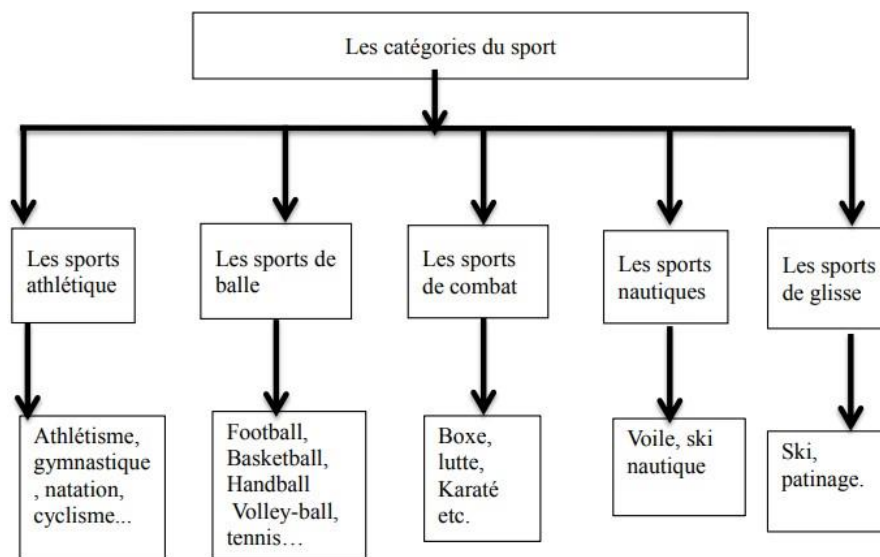 Les catégories du sport
Les sports
athlétique
Les sports de
balle
Les sports
de combat
Les sports
nautiques
Les sports
de glisse
Athlétisme,
gymnastique
, natation,
cyclisme...
Football,
Basketball,
Handball
Volley-ball,
tennis…
Boxe,
lutte,
Karaté
etc.
Voile, ski
nautique
Ski,
patinage.